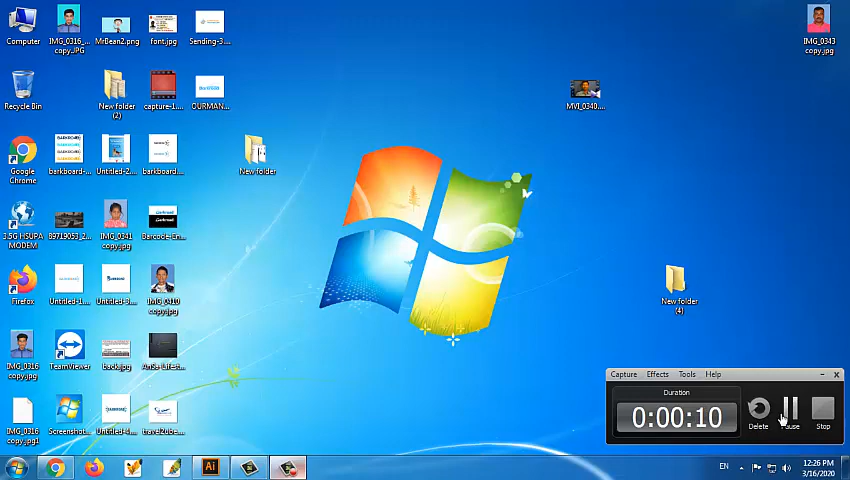 Computer
IMG_0316_... copy.JPG
MrBean2.png
font.jpg
Sending-3...
IMG_0343 copy.jpg
Recycle Bin
New folder (2)
capture-1...
OURMAN...
MVI_0340....
Google Chrome
barkboard-...
Untitled-2...
barkboard...
New folder
3.5G HSUPA MODEM
89719053_2...
IMG_0341 copy.jpg
Barcode-En...
Firefox
Untitled-1...
Untitled-3...
IMG_0410 copy.jpg
New folder (4)
IMG_0316 copy.jpg
TeamViewer
back.jpg
IMG_0316 copy.jpg1
Screenshot...
Untitled-4...
travel2ube...
Capture Effects Tools Help
Duration
0:00:10
Delete
Pause
Stop
Ai
EN
12:26 PM
3/16/2020